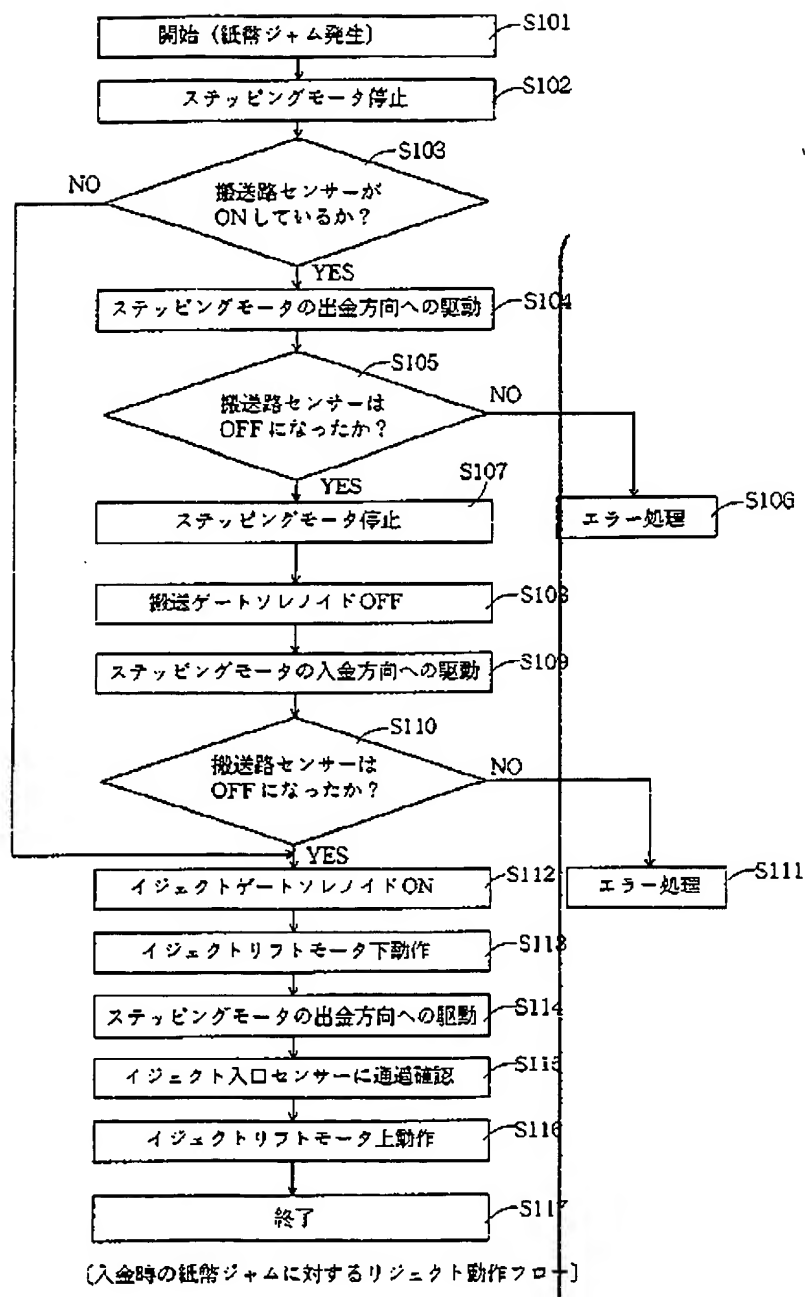 開始(紙幣ジャム発生)
S101
ステッピングモータ停止
S102
S103
NO
搬送路センサーが
ONしているか?
YES
ステッピングモータの出金方向への駆動
S104
S105
NO
搬送路センサーは
OFFになったか?
YES
S107
ステッピングモータ停止
エラー処理
S106
搬送ゲートソレノイドOFF
S108
ステッピングモータの入金方向への駆動
S109
S110
搬送路センサーは
OFFになったか?
NO
YES
イジェクトゲートソレノイドON
S112
エラー処理
S111
イジェクトリフトモータ下動作
S113
ステッピングモータの出金方向への駆動
S114
イジェクト入口センサーに通過確認
S115
イジェクトリフトモータ上動作
S116
終了
S117
〔入金時の紙幣ジャムに対するリジェクト動作フロー〕